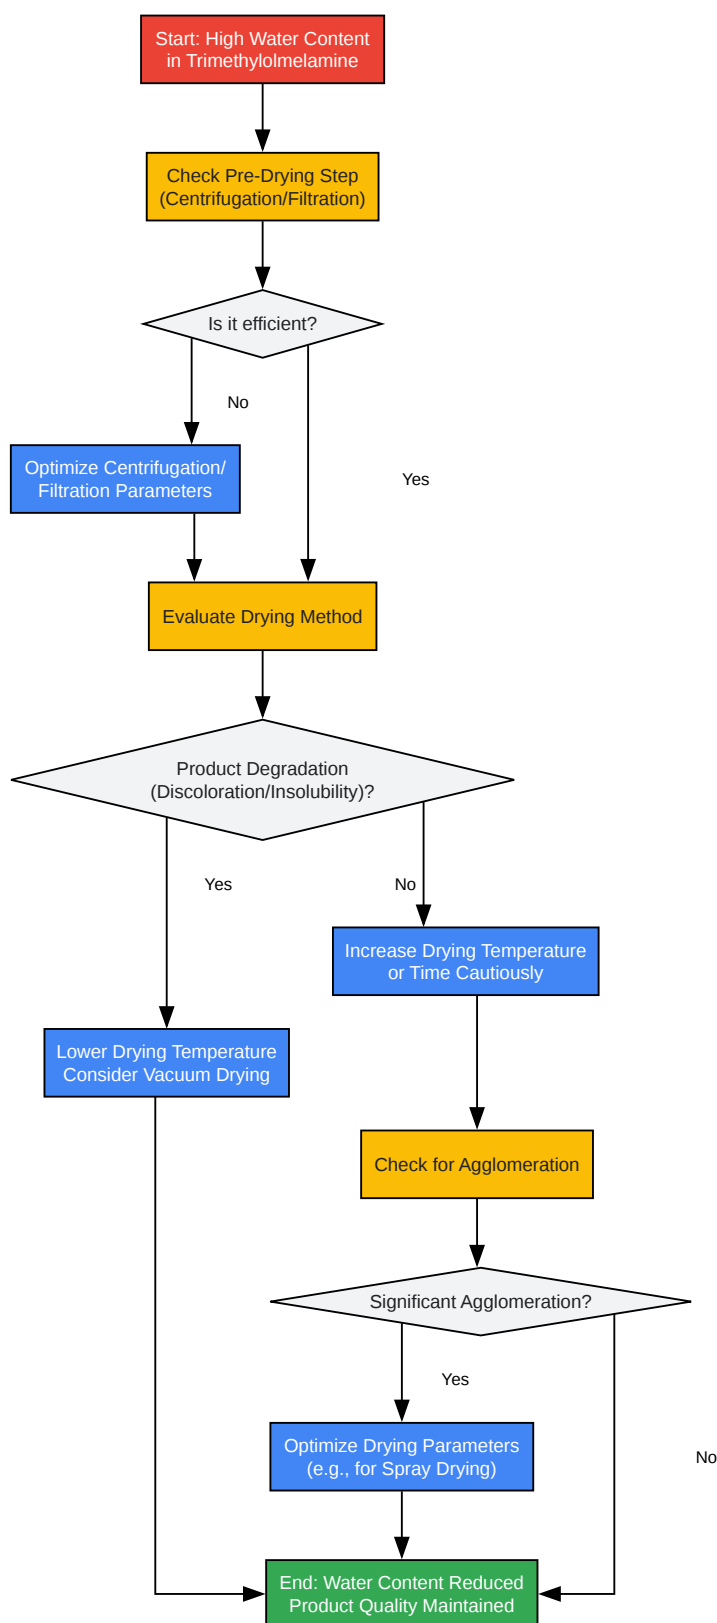 Start: High Water Content
in Trimethylolmelamine
Check Pre-Drying Step
(Centrifugation/Filtration)
Is it efficient?
No
Optimize Centrifugation/
Filtration Parameters
Yes
Evaluate Drying Method
Product Degradation
(Discoloration/Insolubility)?
Yes
No
Increase Drying Temperature
or Time Cautiously
Lower Drying Temperature
Consider Vacuum Drying
Check for Agglomeration
Significant Agglomeration?
Yes
Optimize Drying Parameters
(e.g., for Spray Drying)
No
End: Water Content Reduced
Product Quality Maintained